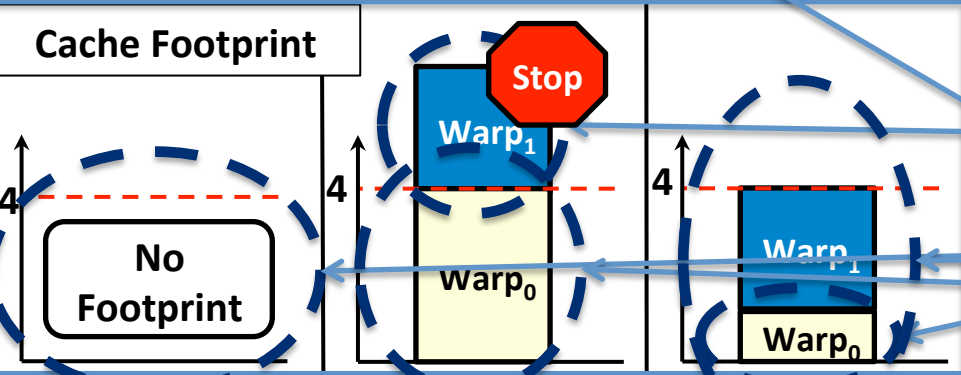 Cache Footprint
4
No
Footprint
4
Stop
Warp₁
Warp₀
4
Warp₁
Warp₀